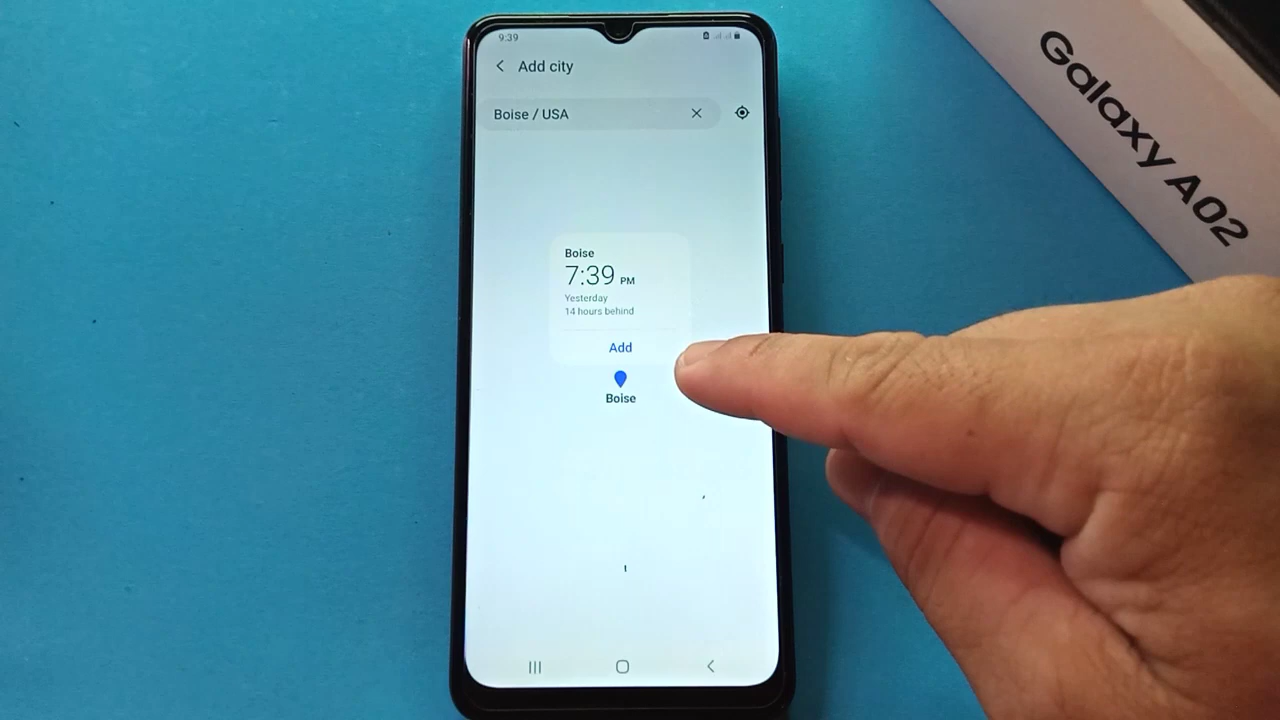 9:39
Add city
Boise / USA
Boise
7:39 PM
Yesterday
14 hours behind
Add
Boise
Galaxy A02